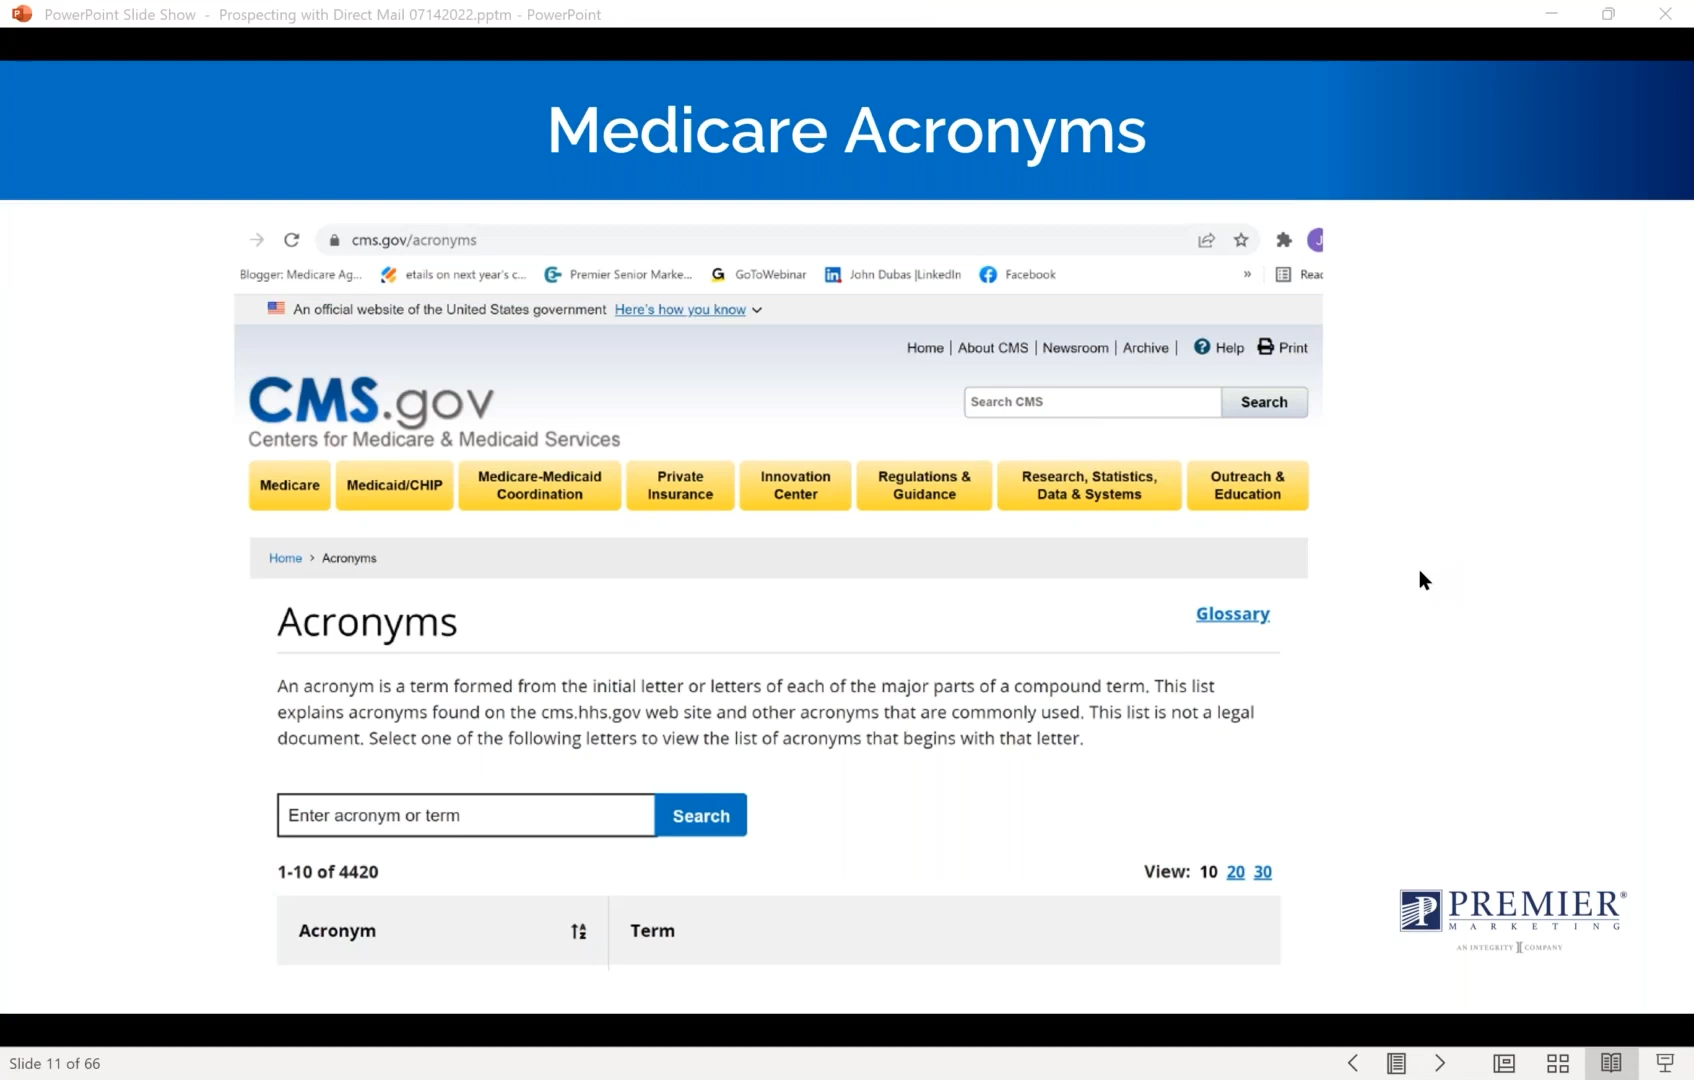 PowerPoint Slide Show - Prospecting with Direct Mail 07142022.pptm - PowerPoint
Medicare Acronyms
cms.gov/acronyms
J
Blogger: Medicare Ag... etails on next year's c... Premier Senior Marke... GoToWebinar John Dubas |LinkedIn Facebook » Reac
An official website of the United States government Here's how you know
Home | About CMS | Newsroom | Archive | Help Print
CMS.gov
Search CMS Search
Centers for Medicare & Medicaid Services
Medicare Medicaid/CHIP Medicare-Medicaid Coordination Private Insurance Innovation Center Regulations & Guidance Research, Statistics, Data & Systems Outreach & Education
Home > Acronyms
Acronyms
Glossary
An acronym is a term formed from the initial letter or letters of each of the major parts of a compound term. This list
explains acronyms found on the cms.hhs.gov web site and other acronyms that are commonly used. This list is not a legal
document. Select one of the following letters to view the list of acronyms that begins with that letter.
Enter acronym or term Search
1-10 of 4420 View: 10 20 30
Acronym Term
PREMIER®
MARKETING
AN INTEGRITY COMPANY
Slide 11 of 66